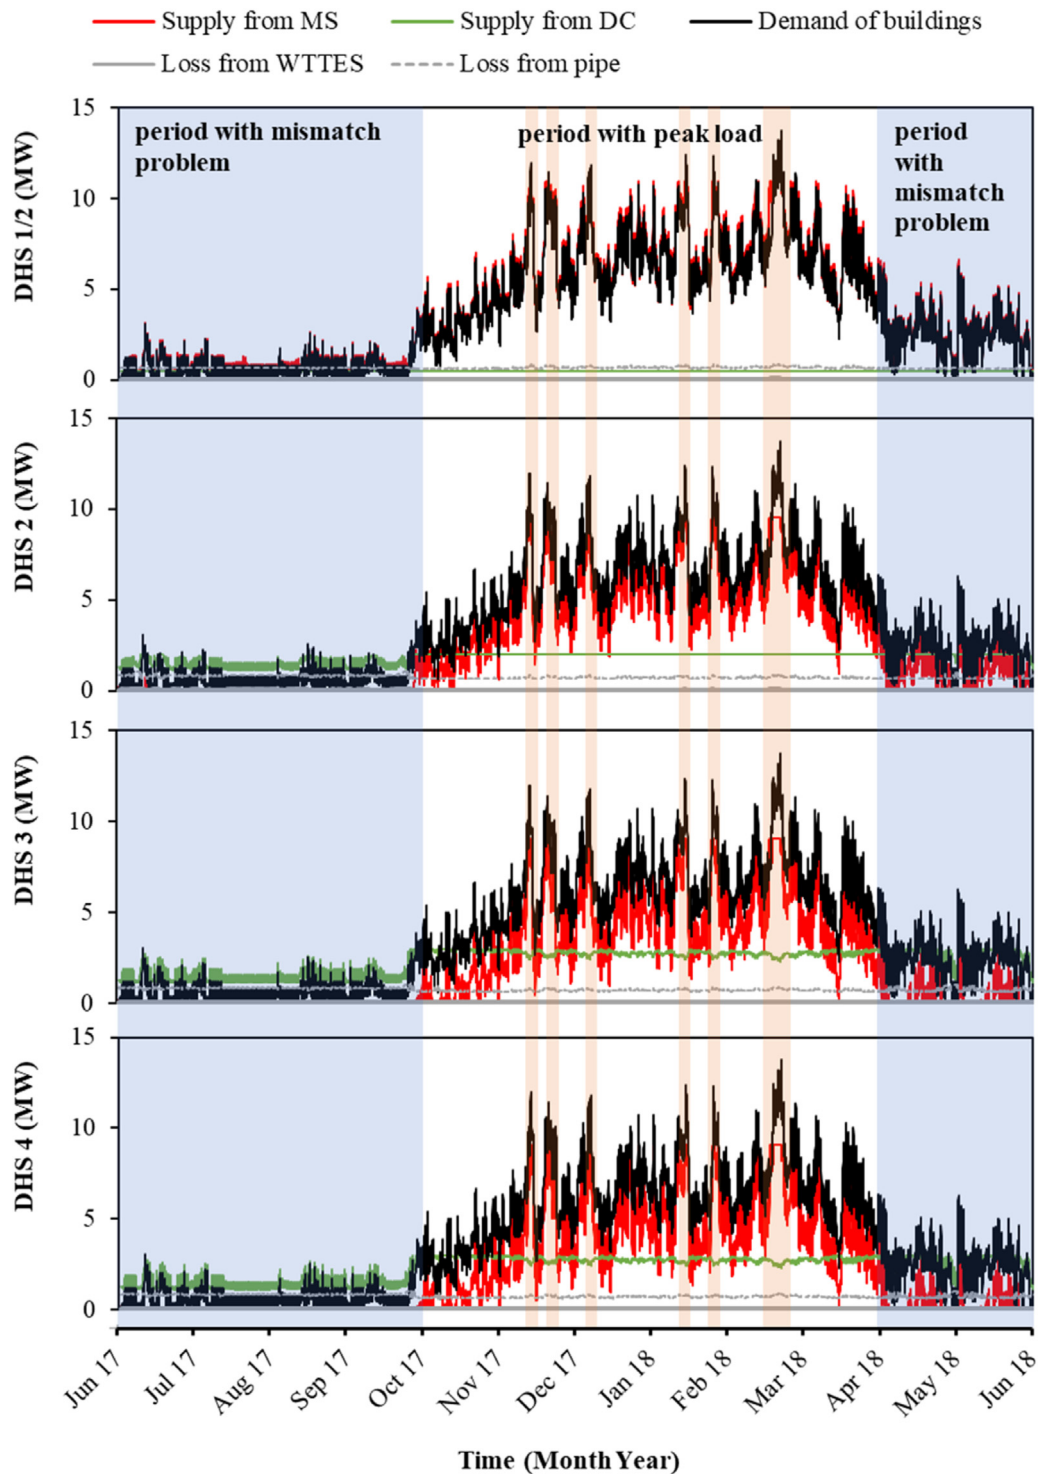 Supply from MS Supply from DC Demand of buildings
Loss from WTTES Loss from pipe
DHS 1/2 (MW)
15
10
5
0
period with mismatch
problem
period with peak load
period
with
mismatch
problem
DHS 2 (MW)
15
10
5
0
DHS 3 (MW)
15
10
5
0
DHS 4 (MW)
15
10
5
0
Jun 17 Jul 17 Aug 17 Sep 17 Oct 17 Nov 17 Dec 17 Jan 18 Feb 18 Mar 18 Apr 18 May 18 Jun 18
Time (Month Year)